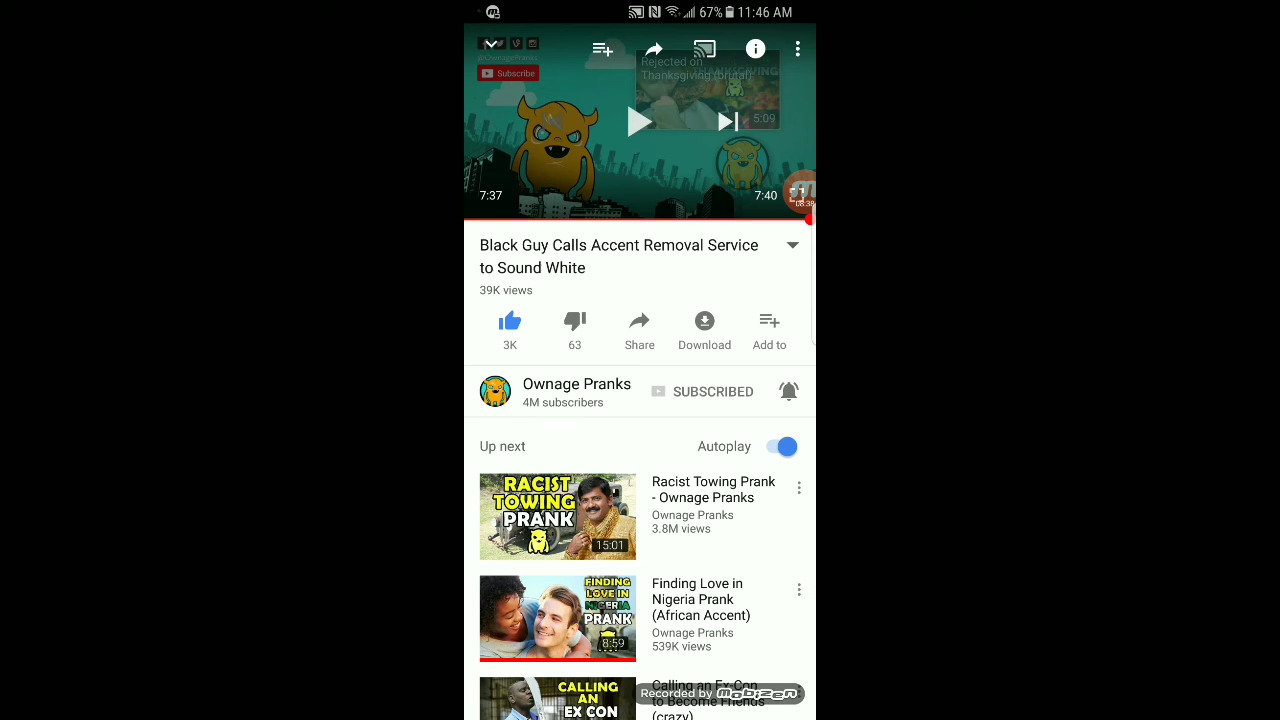 67% 11:46 AM
@OwnagePranks
Subscribe
Rejected on
Thanksgiving (brutal)
THANKSGIVING
5:09
7:37
7:40
08:38
Black Guy Calls Accent Removal Service
to Sound White
39K views
3K
63
Share
Download
Add to
Ownage Pranks
4M subscribers
SUBSCRIBED
Up next
Autoplay
RACIST
TOWING
PRANK
15:01
Racist Towing Prank
- Ownage Pranks
Ownage Pranks
3.8M views
FINDING
LOVE IN
NIGERIA
PRANK
8:59
Finding Love in
Nigeria Prank
(African Accent)
Ownage Pranks
539K views
CALLING
AN
EX CON
Calling an Ex-Con
to Become Friends
(crazy)
Recorded by Mobizen